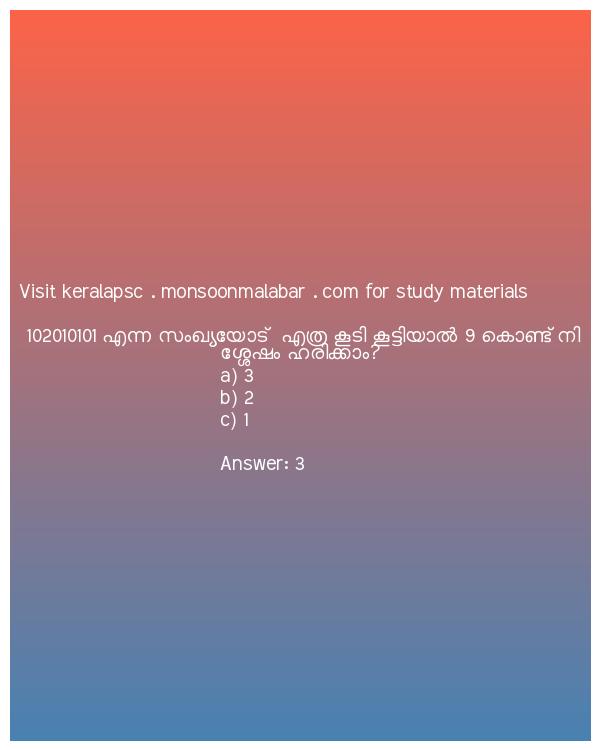 Visit keralapsc . monsoonmalabar . com for study materials
102010101 എന്ന സംഖ്യയോട് എത്ര കൂടി കൂട്ടിയാൽ 9 കൊണ്ട് നി
ശ്ശേഷം ഹരിക്കാം?
a) 3
b) 2
c) 1
Answer: 3